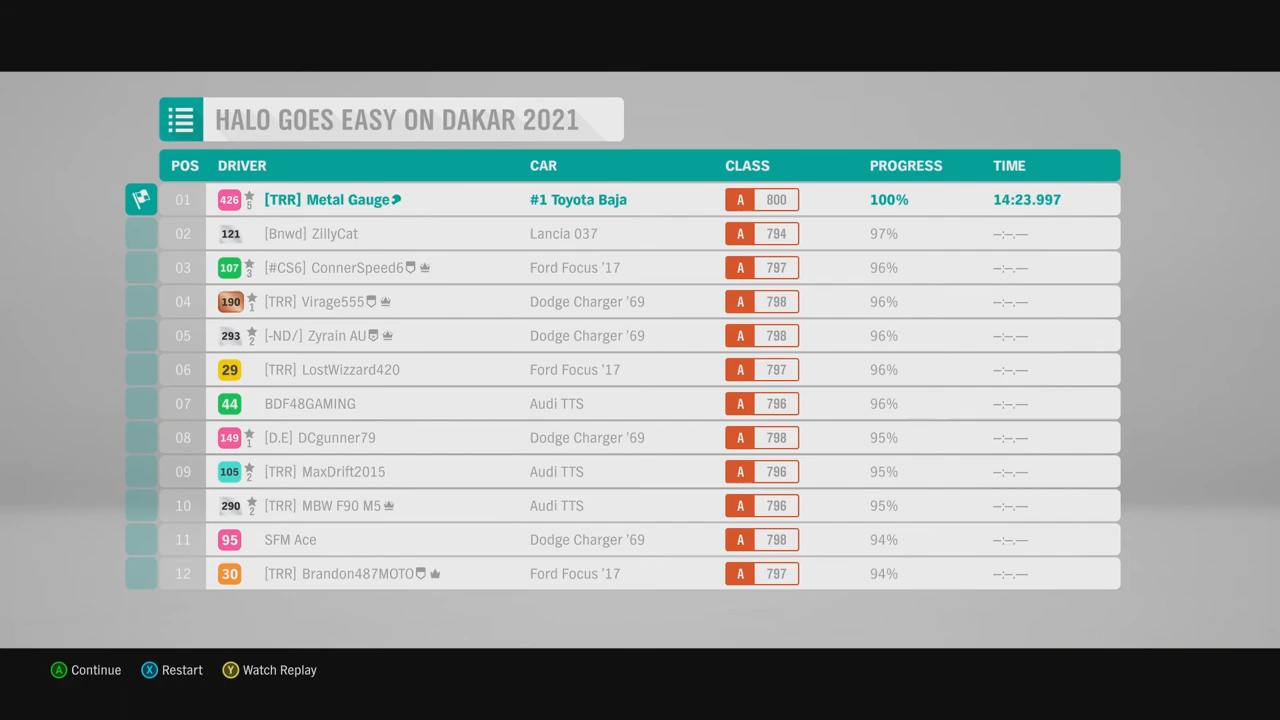 HALO GOES EASY ON DAKAR 2021
POS DRIVER CAR CLASS PROGRESS TIME
01 426 5 [TRR] Metal Gauge #1 Toyota Baja A 800 100% 14:23.997
02 121 [Bnwd] ZillyCat Lancia 037 A 794 97% --:--.---
03 107 3 [#CS6] ConnerSpeed6 Ford Focus '17 A 797 96% --:--.---
04 190 1 [TRR] Virage555 Dodge Charger '69 A 798 96% --:--.---
05 293 2 [-ND/] Zyrain AU Dodge Charger '69 A 798 96% --:--.---
06 29 [TRR] LostWizzard420 Ford Focus '17 A 797 96% --:--.---
07 44 BDF48GAMING Audi TTS A 796 96% --:--.---
08 149 1 [D.E] DCgunner79 Dodge Charger '69 A 798 95% --:--.---
09 105 2 [TRR] MaxDrift2015 Audi TTS A 796 95% --:--.---
10 290 2 [TRR] MBW F90 M5 Audi TTS A 796 95% --:--.---
11 95 SFM Ace Dodge Charger '69 A 798 94% --:--.---
12 30 [TRR] Brandon487MOTO Ford Focus '17 A 797 94% --:--.---
A Continue X Restart Y Watch Replay